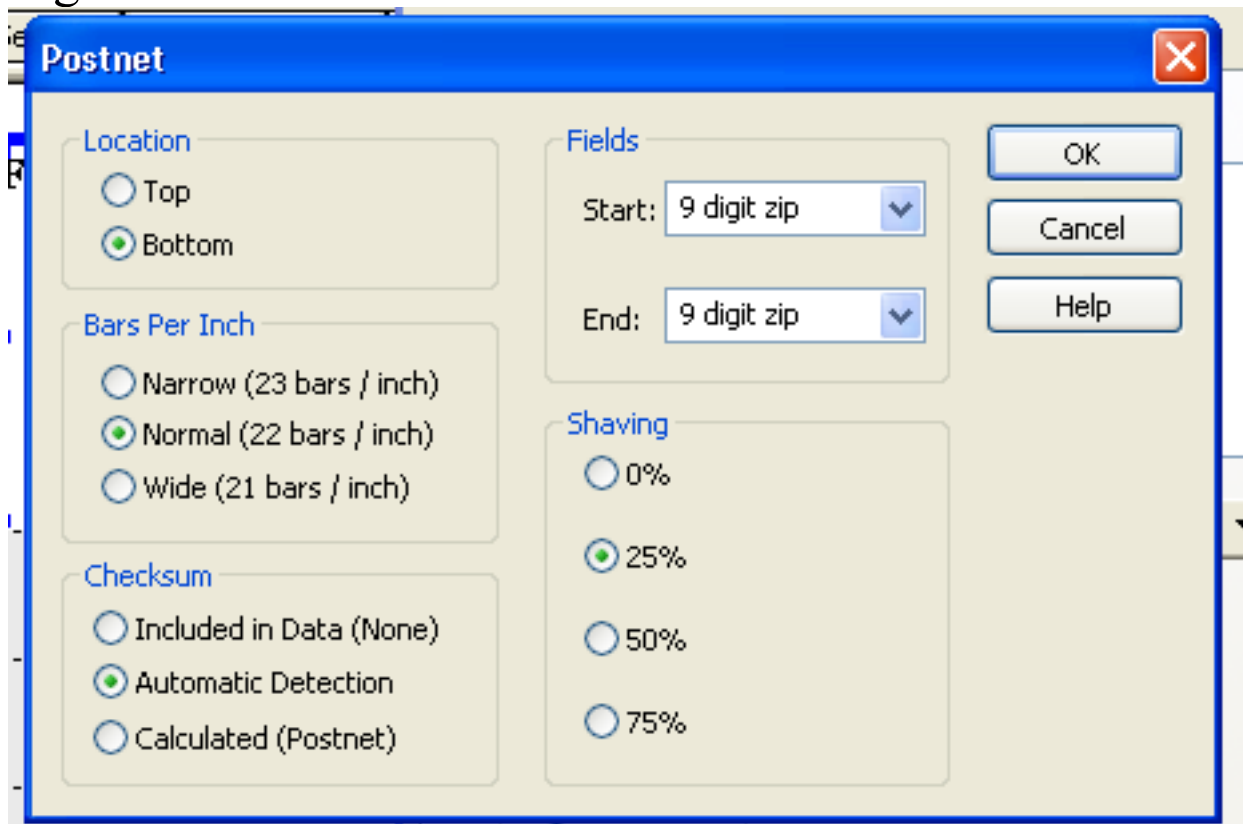 Postnet
Location
Top
Bottom
Bars Per Inch
Narrow (23 bars / inch)
Normal (22 bars / inch)
Wide (21 bars / inch)
Checksum
Included in Data (None)
Automatic Detection
Calculated (Postnet)
Fields
Start: 9 digit zip
End: 9 digit zip
Shaving
0%
25%
50%
75%
OK
Cancel
Help